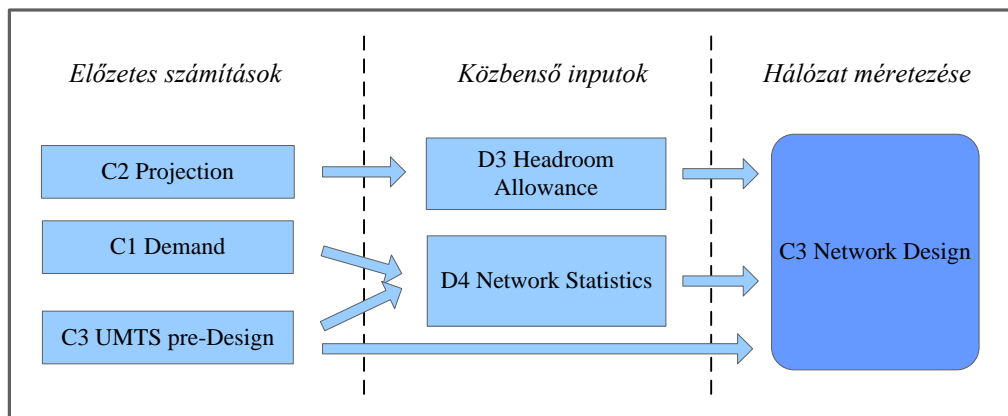 Előzetes számítások
Közbenső inputok
Hálózat méretezése
C2 Projection
C1 Demand
C3 UMTS pre-Design
D3 Headroom
Allowance
D4 Network Statistics
C3 Network Design